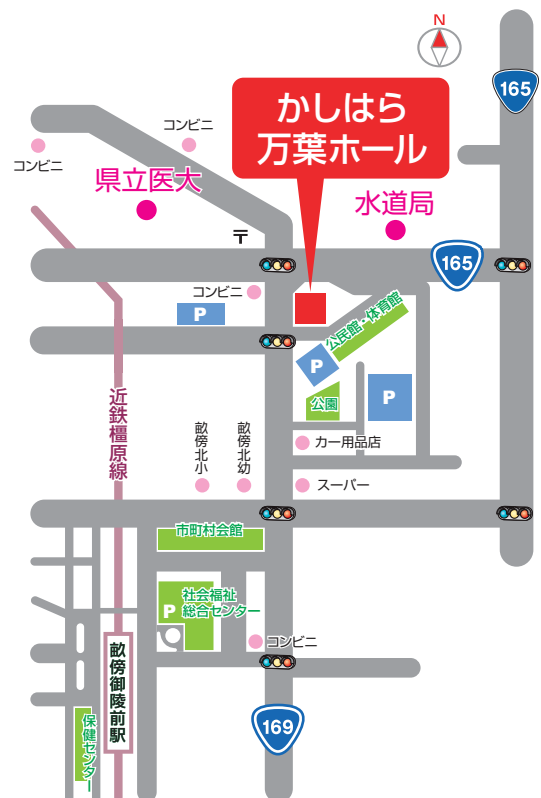 N
165
かしはら
万葉ホール
コンビニ
コンビニ
県立医大
水道局
〒
165
コンビニ
P
公民館・体育館
P
P
公園
近鉄橿原線
畝傍北小
畝傍北幼
カー用品店
スーパー
市町村会館
社会福祉
総合センター
P
コンビニ
畝傍御陵前駅
保健センター
169